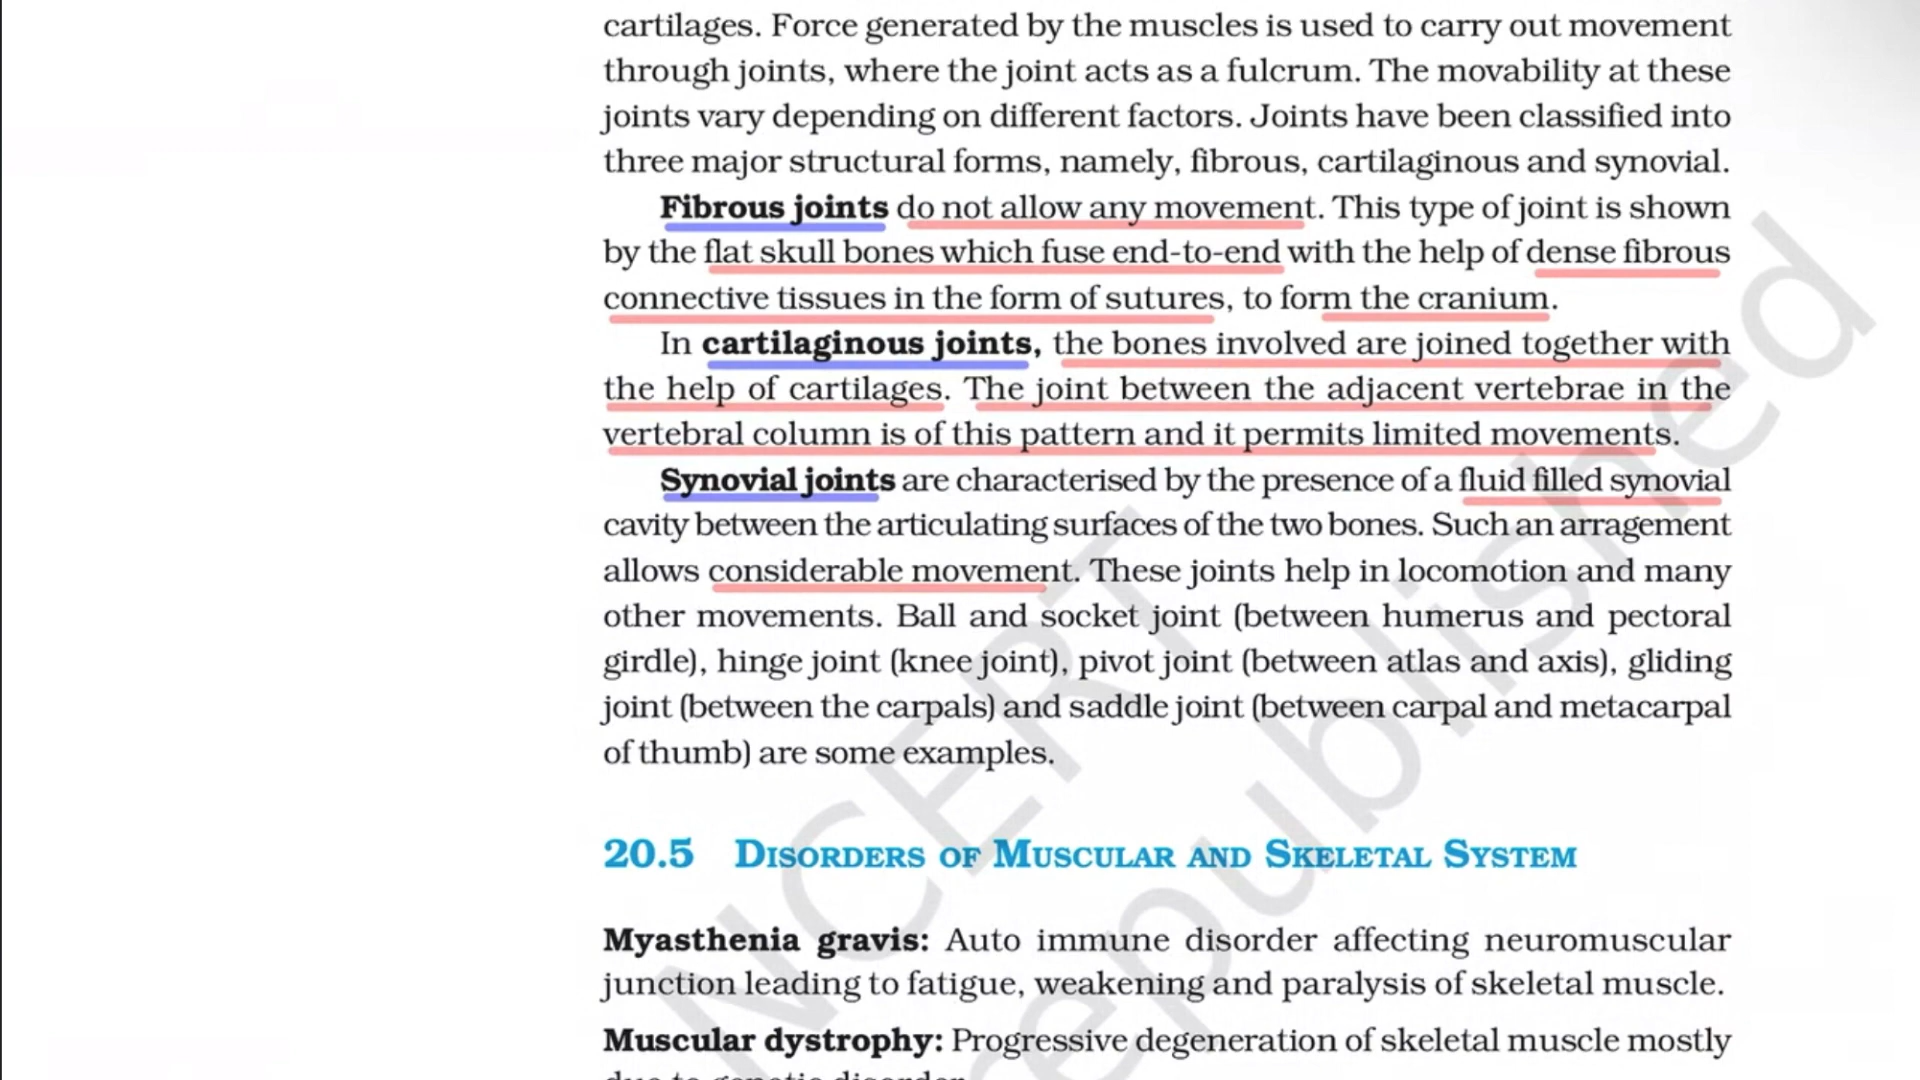 cartilages. Force generated by the muscles is used to carry out movement
through joints, where the joint acts as a fulcrum. The movability at these
joints vary depending on different factors. Joints have been classified into
three major structural forms, namely, fibrous, cartilaginous and synovial.
Fibrous joints do not allow any movement. This type of joint is shown
by the flat skull bones which fuse end-to-end with the help of dense fibrous
connective tissues in the form of sutures, to form the cranium.
In cartilaginous joints, the bones involved are joined together with
the help of cartilages. The joint between the adjacent vertebrae in the
vertebral column is of this pattern and it permits limited movements.
Synovial joints are characterised by the presence of a fluid filled synovial
cavity between the articulating surfaces of the two bones. Such an arragement
allows considerable movement. These joints help in locomotion and many
other movements. Ball and socket joint (between humerus and pectoral
girdle), hinge joint (knee joint), pivot joint (between atlas and axis), gliding
joint (between the carpals) and saddle joint (between carpal and metacarpal
of thumb) are some examples.
20.5 DISORDERS OF MUSCULAR AND SKELETAL SYSTEM
Myasthenia gravis: Auto immune disorder affecting neuromuscular
junction leading to fatigue, weakening and paralysis of skeletal muscle.
Muscular dystrophy: Progressive degeneration of skeletal muscle mostly
due to genetic disorder.
NCERT
republished